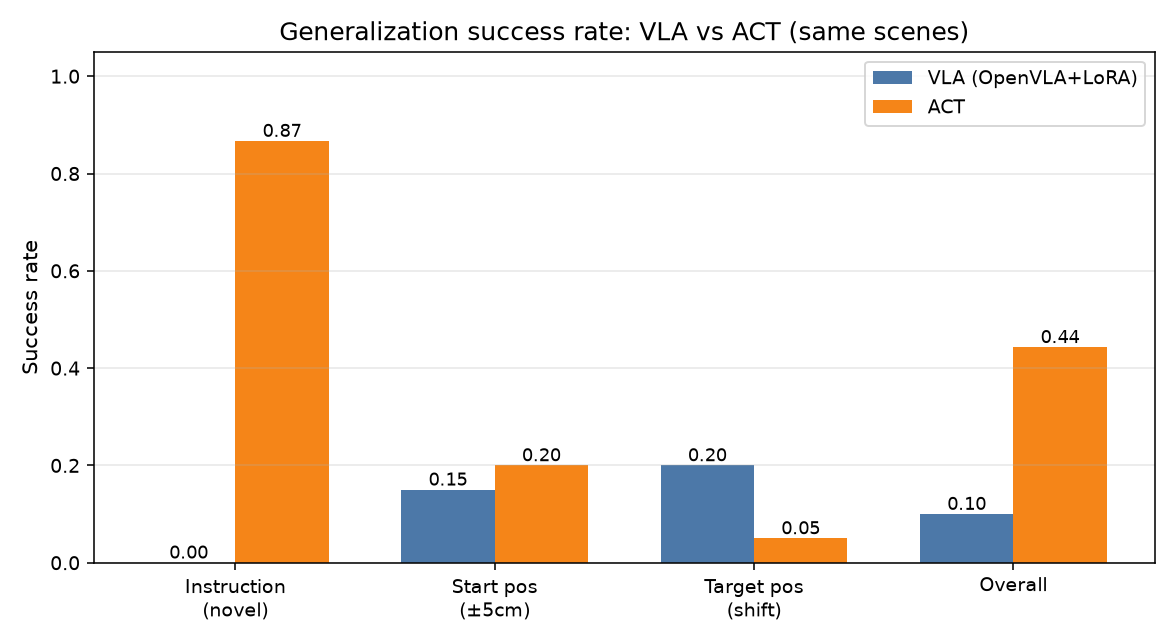 Generalization success rate: VLA vs ACT (same scenes)
VLA (OpenVLA+LoRA)
ACT
Success rate
1.0
0.8
0.6
0.4
0.2
0.0
0.00
0.87
0.15
0.20
0.20
0.05
0.10
0.44
Instruction
(novel)
Start pos
(±5cm)
Target pos
(shift)
Overall